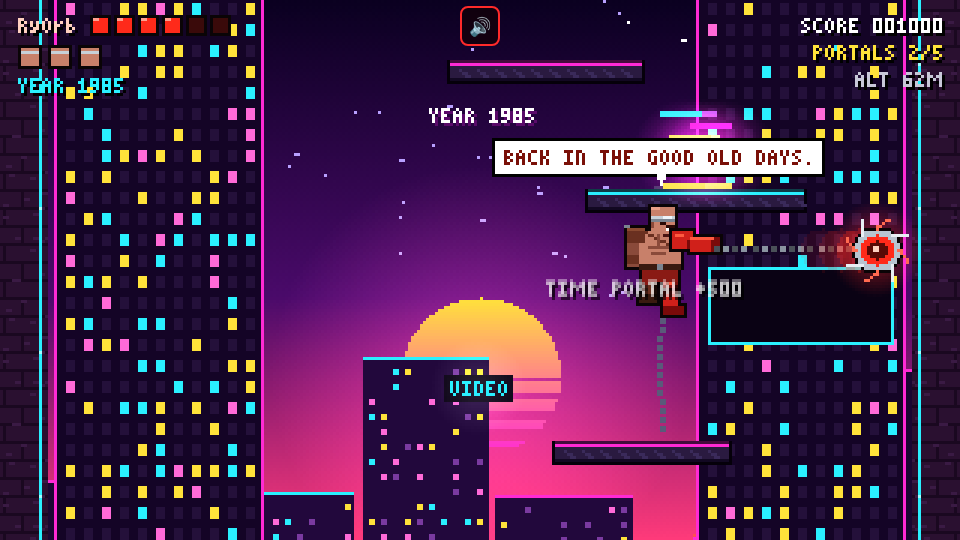 RyOrb
YEAR 1985
SCORE 001000
PORTALS 2/5
ALT 62M
YEAR 1985
BACK IN THE GOOD OLD DAYS.
TIME PORTAL +500
VIDEO